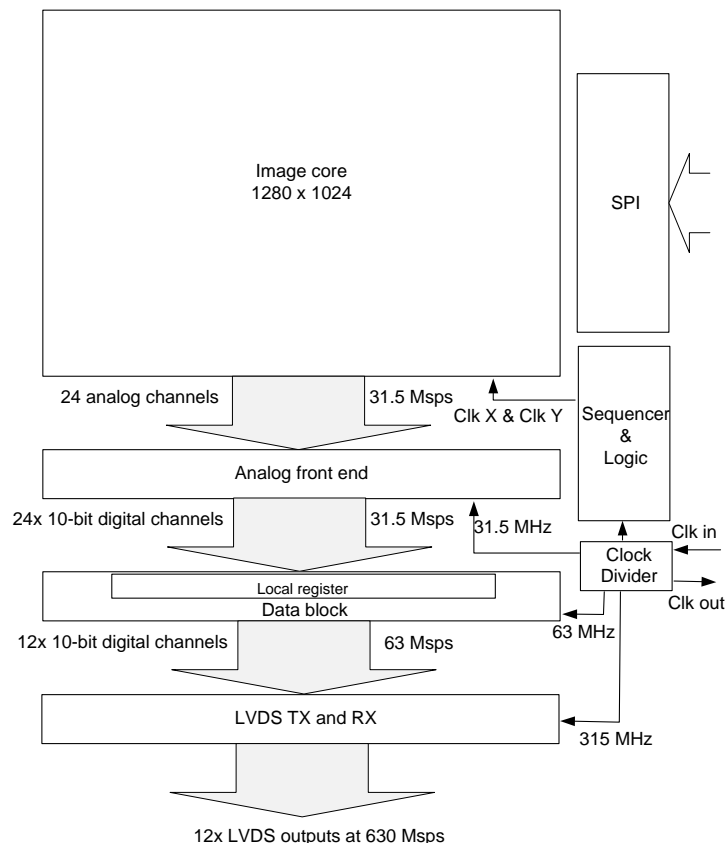 Image core
1280 x 1024
SPI
24 analog channels
31.5 Msps
Clk X & Clk Y
Sequencer
&
Logic
Analog front end
24x 10-bit digital channels
31.5 Msps
31.5 MHz
Clk in
Clock
Divider
Clk out
Local register
Data block
63 MHz
12x 10-bit digital channels
63 Msps
LVDS TX and RX
315 MHz
12x LVDS outputs at 630 Msps